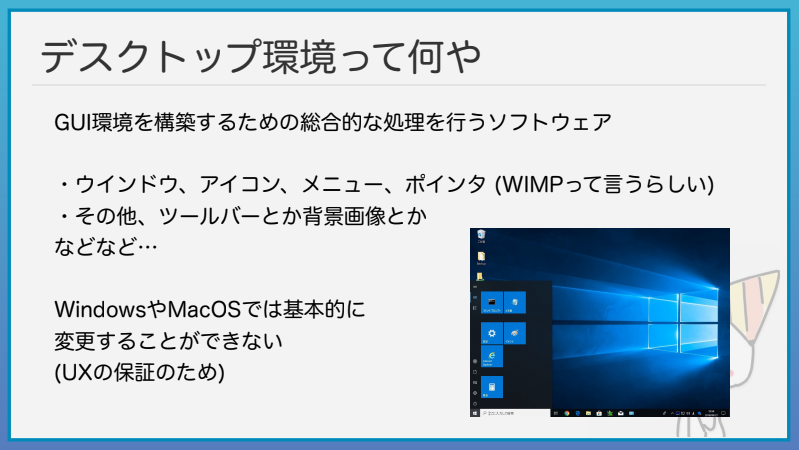 デスクトップ環境って何や
GUI環境を構築するための総合的な処理を行うソフトウェア
・ウインドウ、アイコン、メニュー、ポインタ (WIMPって言うらしい)
・その他、ツールバーとか背景画像とか
などなど…
WindowsやMacOSでは基本的に
変更することができない
(UXの保証のため)